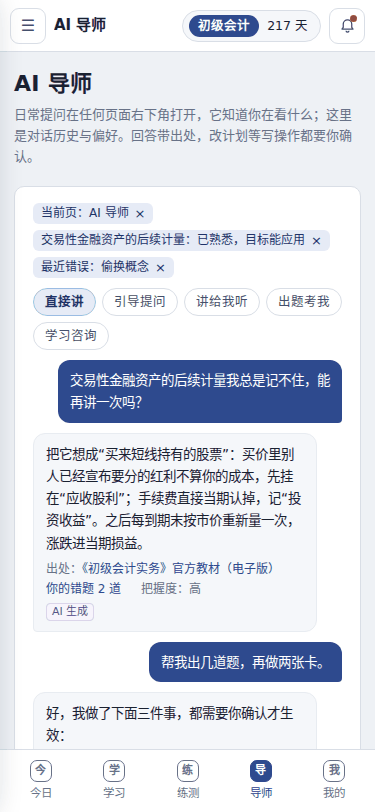 ☰ AI 导师 初级会计 217 天
AI 导师
日常提问在任何页面右下角打开，它知道你在看什么；这里
是对话历史与偏好。回答带出处，改计划等写操作都要你确
认。
当前页：AI 导师 ×
交易性金融资产的后续计量：已熟悉，目标能应用 ×
最近错误：偷换概念 ×
直接讲 引导提问 讲给我听 出题考我
学习咨询
交易性金融资产的后续计量我总是记不住，能
再讲一次吗？
把它想成“买来短线持有的股票”：买价里别
人已经宣布要分的红利不算你的成本，先挂
在“应收股利”；手续费直接当期认掉，记“投
资收益”。之后每到期末按市价重新量一次，
涨跌进当期损益。
出处：《初级会计实务》官方教材（电子版）
你的错题 2 道 把握度：高
AI 生成
帮我出几道题，再做两张卡。
好，我做了下面三件事，都需要你确认才生
效：
今 学 练 导 我
今日 学习 练测 导师 我的